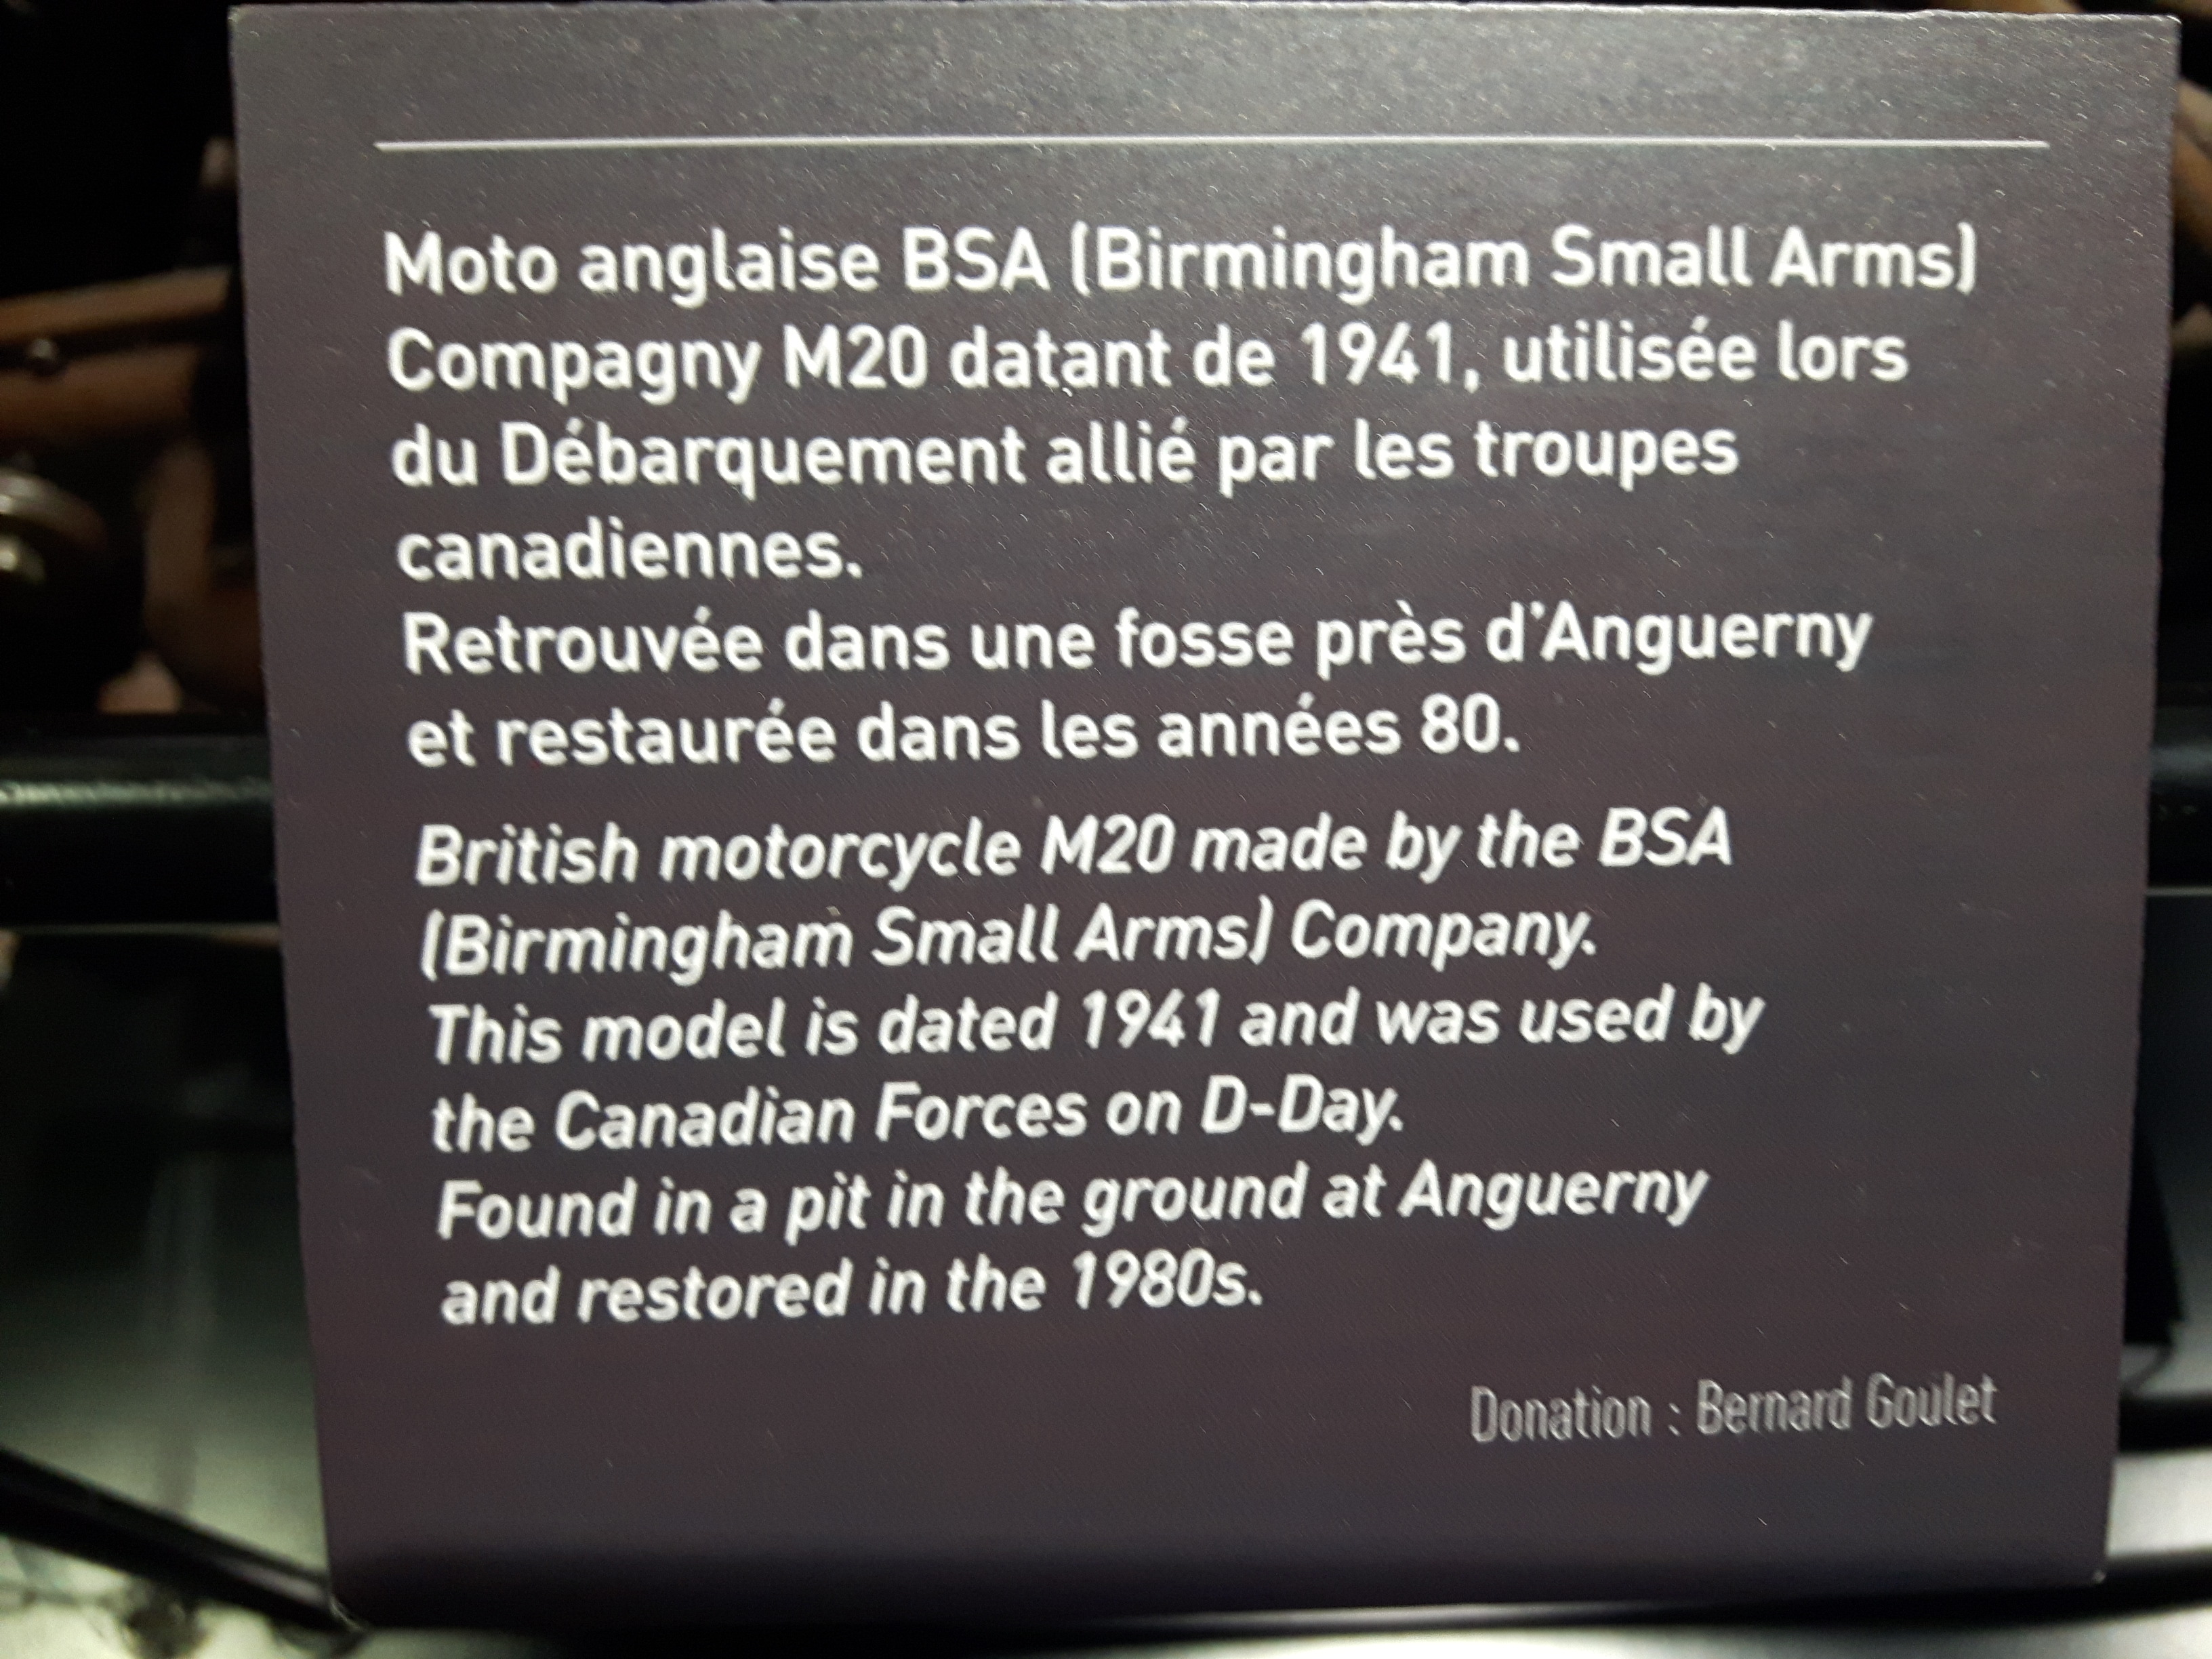 Moto anglaise BSA (Birmingham Small Arms)
Compagny M20 datant de 1941, utilisée lors
du Débarquement allié par les troupes
canadiennes.
Retrouvée dans une fosse près d'Anguerny
et restaurée dans les années 80.
British motorcycle M20 made by the BSA
(Birmingham Small Arms) Company.
This model is dated 1941 and was used by
the Canadian Forces on D-Day.
Found in a pit in the ground at Anguerny
and restored in the 1980s.
Donation : Bernard Goulet